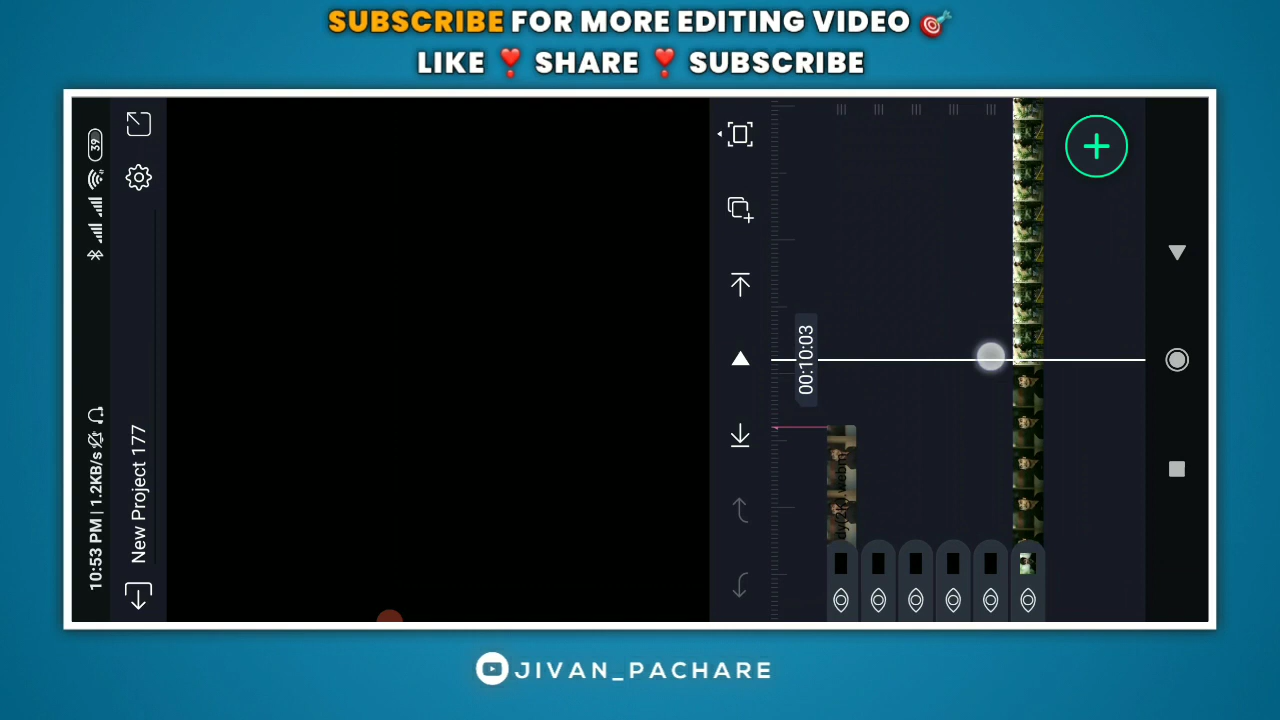 SUBSCRIBE FOR MORE EDITING VIDEO
LIKE SHARE SUBSCRIBE
10:53 PM | 1.2KB/s
39
New Project 177
00:10:03
JIVAN_PACHARE